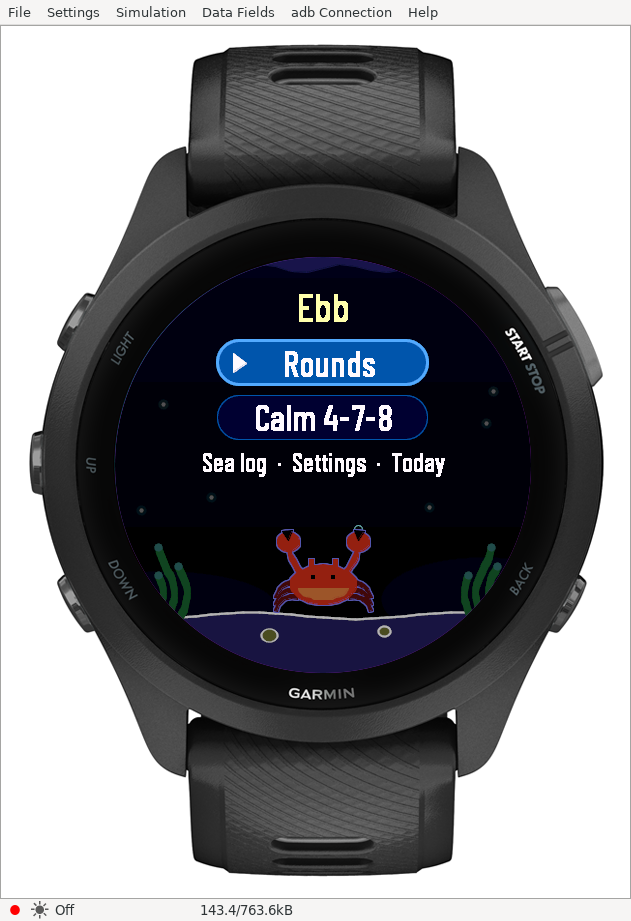 File Settings Simulation Data Fields adb Connection Help
Ebb
START STOP
LIGHT
Rounds
Calm 4-7-8
UP
Sea log · Settings · Today
DOWN
BACK
GARMIN
Off 143.4/763.6kB